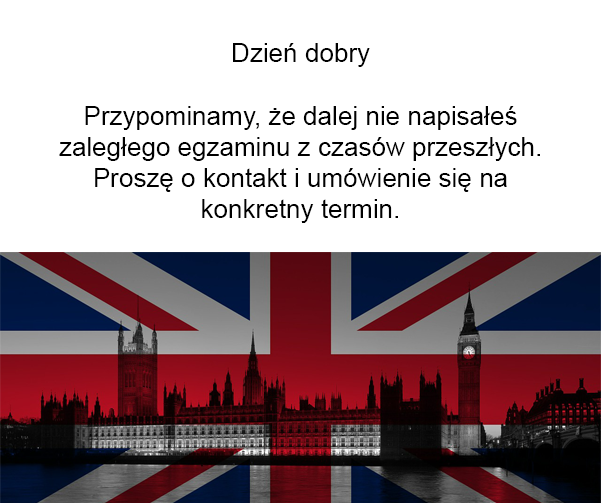 Dzień dobry
Przypominamy, że dalej nie napisałeś
zaległego egzaminu z czasów przeszłych.
Proszę o kontakt i umówienie się na
konkretny termin.